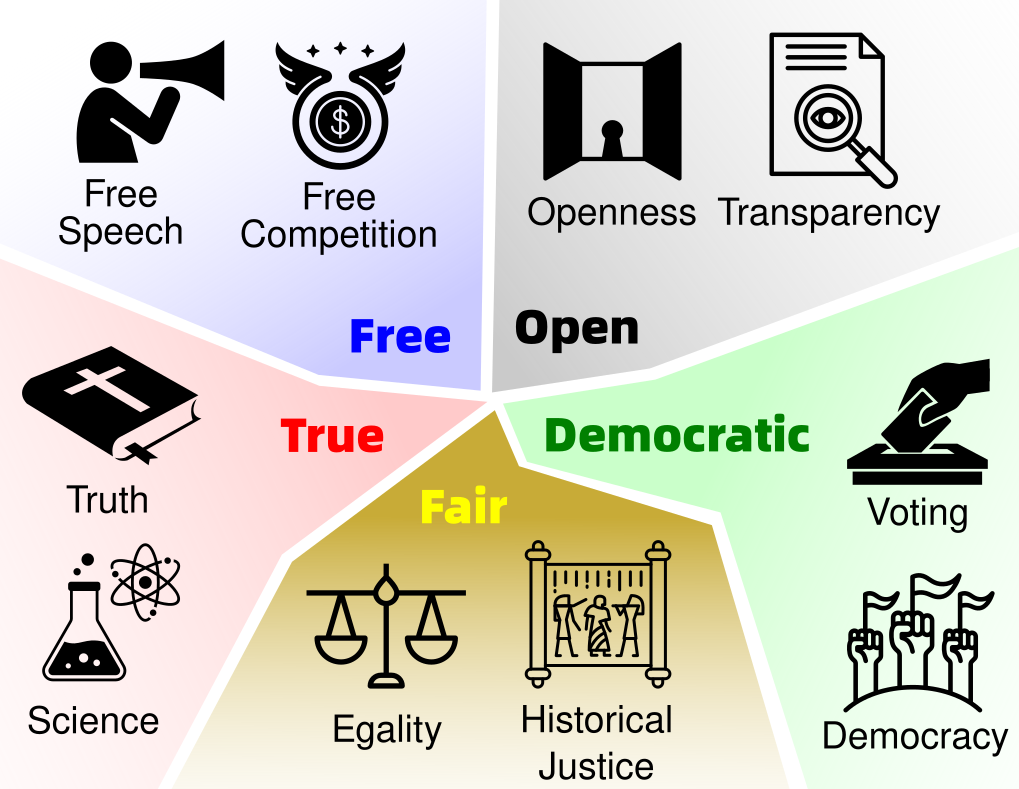 Free
Speech
Free
Competition
Openness
Transparency
Free
Open
True
Democratic
Fair
Truth
Science
Egality
Historical
Justice
Voting
Democracy
$